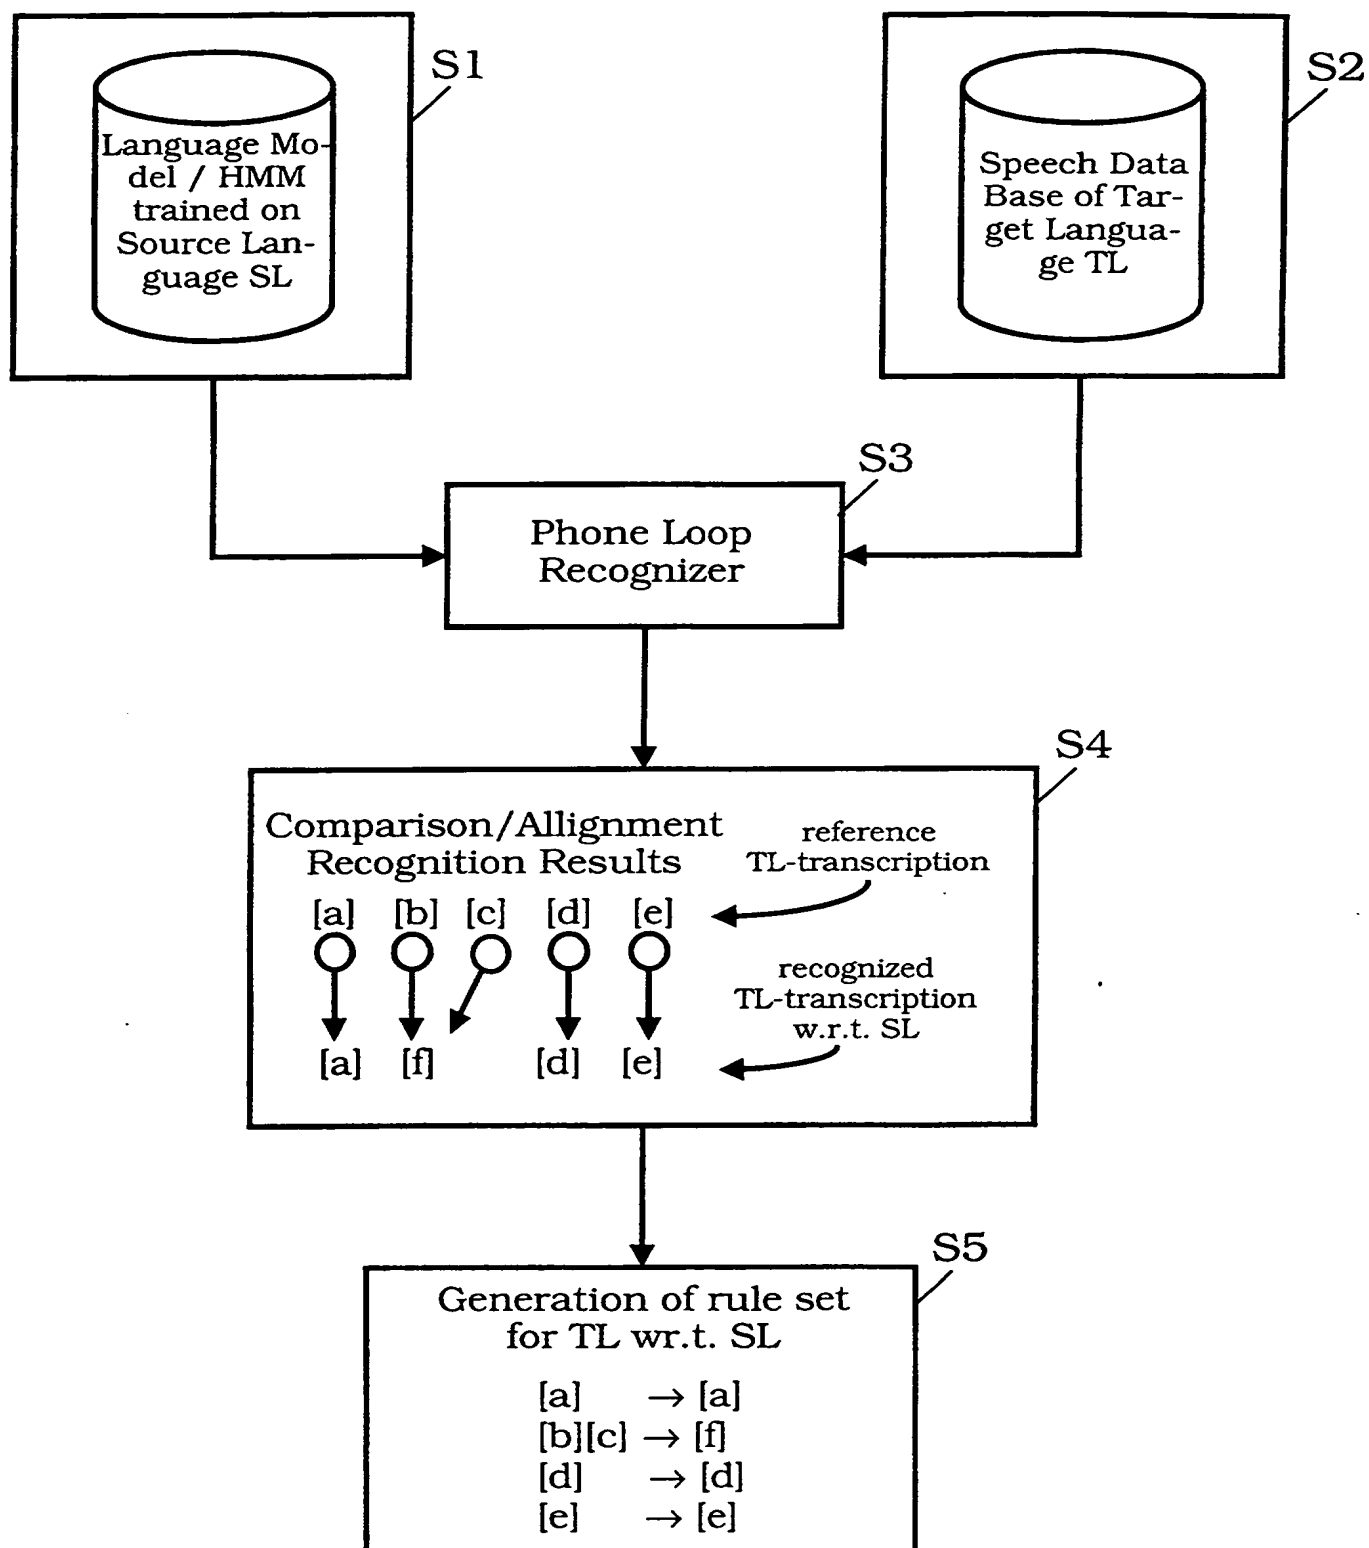 S1
Language Mo-
del / HMM
trained on
Source Lan-
guage SL
S2
Speech Data
Base of Tar-
get Langua-
ge TL
S3
Phone Loop
Recognizer
S4
Comparison/Allignment
Recognition Results
reference
TL-transcription
[a] [b] [c] [d] [e]
recognized
TL-transcription
w.r.t. SL
[a] [f] [d] [e]
S5
Generation of rule set
for TL wr.t. SL
[a] → [a]
[b][c] → [f]
[d] → [d]
[e] → [e]